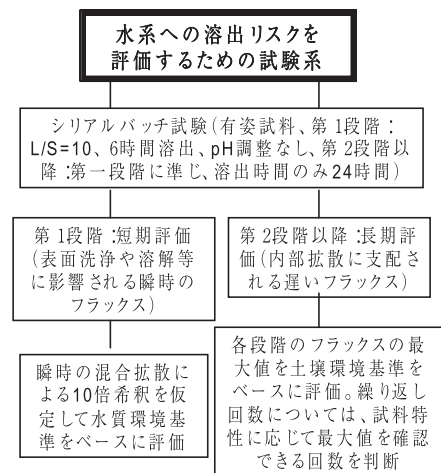 水系への溶出リスクを
評価するための試験系
シリアルバッチ試験(有姿試料、第1段階:
L/S=10、6時間溶出、pH調整なし、第2段階以
降:第一段階に準じ、溶出時間のみ24時間)
第1段階:短期評価
(表面洗浄や溶解等
に影響される瞬時の
フラックス)
第2段階以降:長期評
価(内部拡散に支配
される遅いフラックス)
瞬時の混合拡散に
よる10倍希釈を仮
定して水質環境基
準をベースに評価
各段階のフラックスの最
大値を土壌環境基準を
ベースに評価。繰り返し
回数については、試料特
性に応じて最大値を確認
できる回数を判断